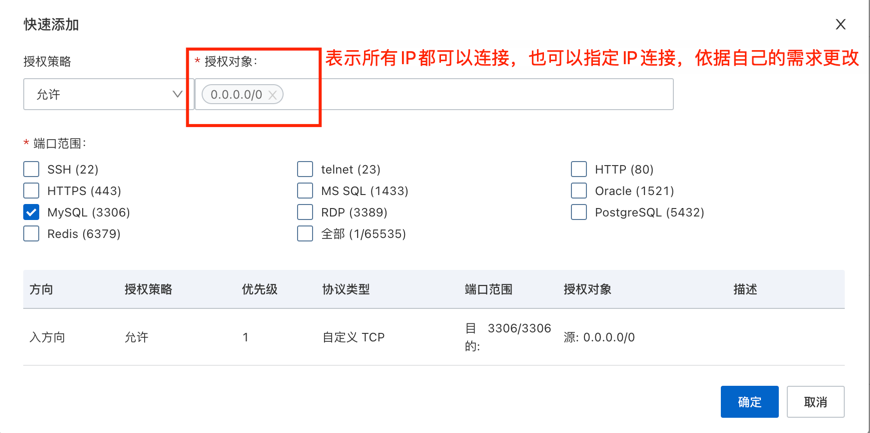 快速添加
授权策略
* 授权对象:
表示所有IP都可以连接，也可以指定IP连接，依据自己的需求更改
允许
0.0.0.0/0
* 端口范围:
SSH (22)
telnet (23)
HTTP (80)
HTTPS (443)
MS SQL (1433)
Oracle (1521)
MySQL (3306)
RDP (3389)
PostgreSQL (5432)
Redis (6379)
全部 (1/65535)
方向 授权策略 优先级 协议类型 端口范围 授权对象 描述
入方向 允许 1 自定义 TCP 目的: 3306/3306 源: 0.0.0.0/0
确定
取消